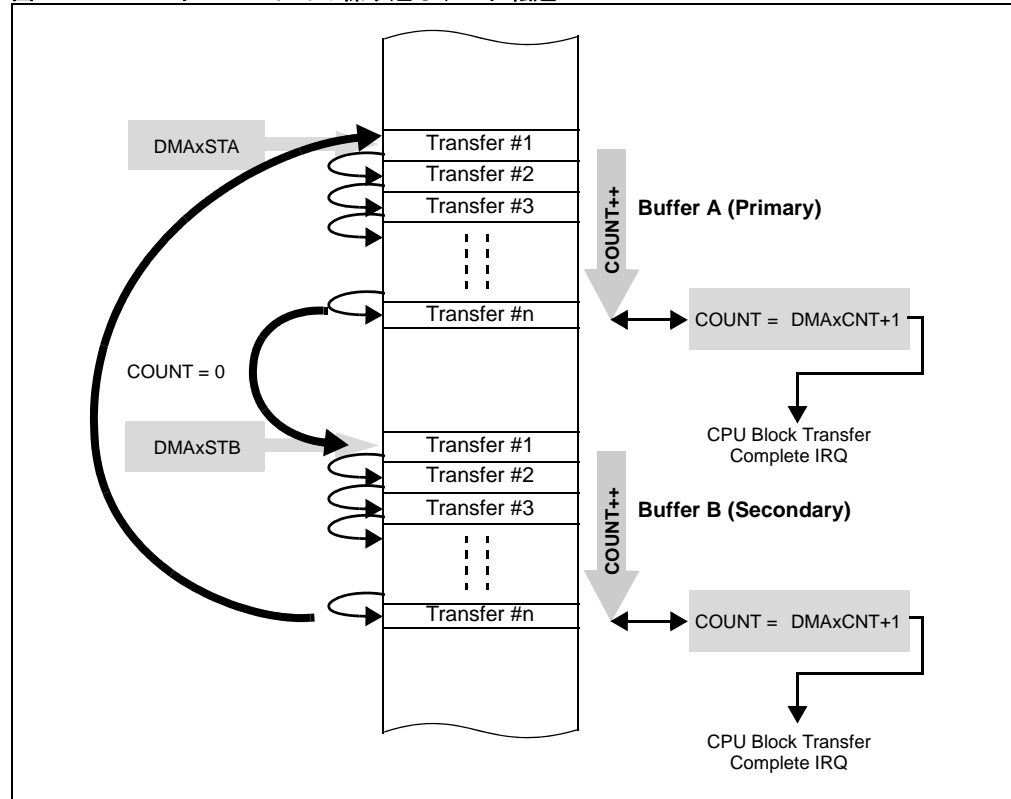 DMAxSTA
Transfer #1
Transfer #2
Transfer #3
Transfer #n
COUNT++
Buffer A (Primary)
COUNT = DMAxCNT+1
CPU Block Transfer
Complete IRQ
COUNT = 0
DMAxSTB
Transfer #1
Transfer #2
Transfer #3
Transfer #n
COUNT++
Buffer B (Secondary)
COUNT = DMAxCNT+1
CPU Block Transfer
Complete IRQ